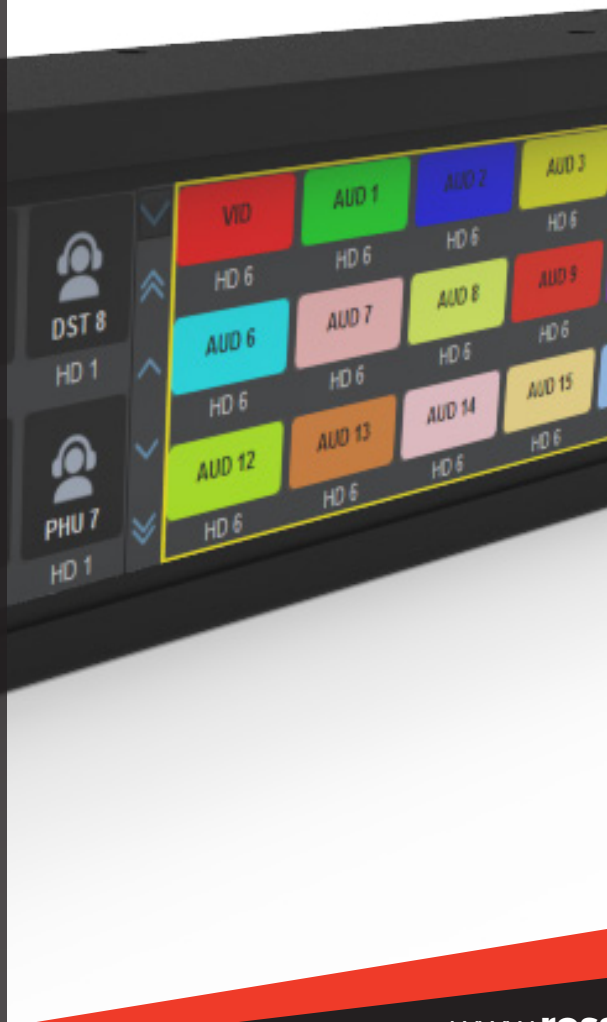 VID AUD 1 AUD 2 AUD 3
HD 6 HD 6 HD 6 HD 6
DST 8
HD 1
AUD 6 AUD 7 AUD 8 AUD 9
HD 6 HD 6 HD 6 HD 6
AUD 12 AUD 13 AUD 14 AUD 15
HD 6 HD 6 HD 6 HD 6
PHU 7
HD 1